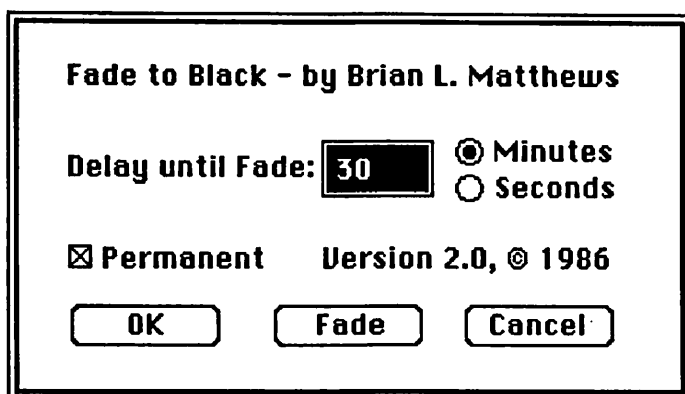 Fade to Black - by Brian L. Matthews
Delay until Fade: 30
Minutes
Seconds
Permanent Version 2.0, © 1986
OK Fade Cancel